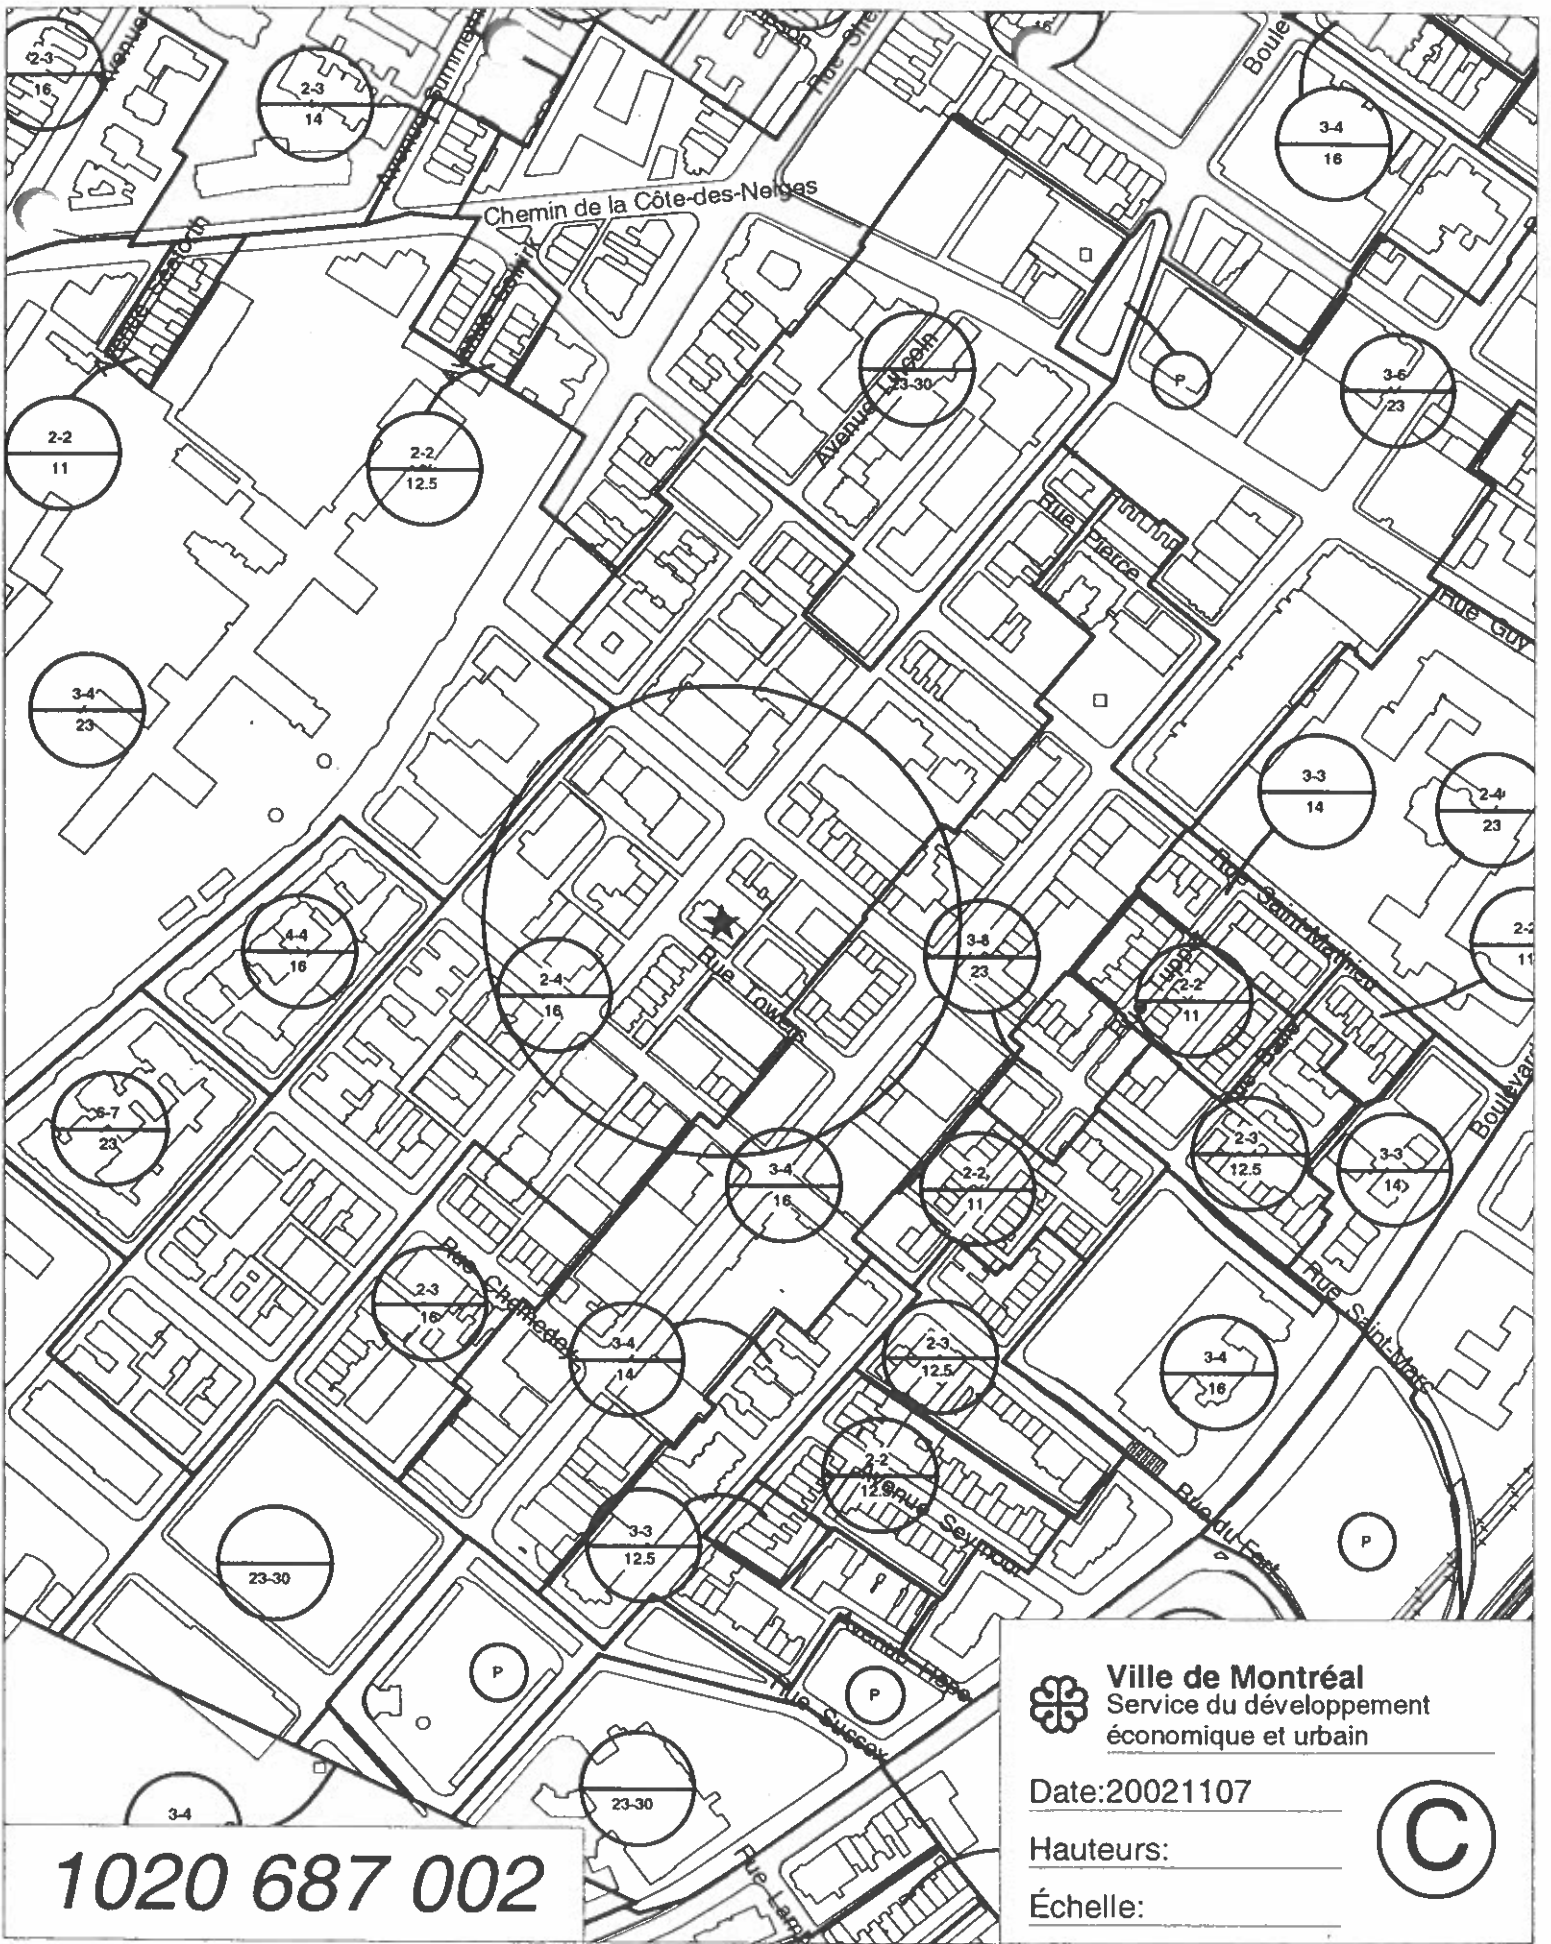 2-3
16
Avenue
2-3
14
Avenue Summerhill
16
Boulev
3-4
16
Chemin de la Côte-des-Neiges
2-2
11
2-2
12.5
Avenue Lincoln
23-30
P
3-6
23
Rue Pierce
Rue Guy
3-4
23
3-3
14
2-4
23
4-4
16
2-4
16
Rue Towers
3-6
23
Rue Saint-Mathieu
2-2
11
2-2
11
6-7
23
3-4
16
2-2
11
2-3
12.5
3-3
14
Boulevard
Rue Chomedey
2-3
16
3-4
14
2-3
12.5
3-4
16
Rue Saint-Marc
2-2
12.5
Avenue Seymour
Rue du Fort
3-3
12.5
23-30
P
P
P
Rue Sussex
23-30
3-4
Rue Lam
1020 687 002
Ville de Montréal
Service du développement
économique et urbain
Date:20021107
Hauteurs:
Échelle:
C